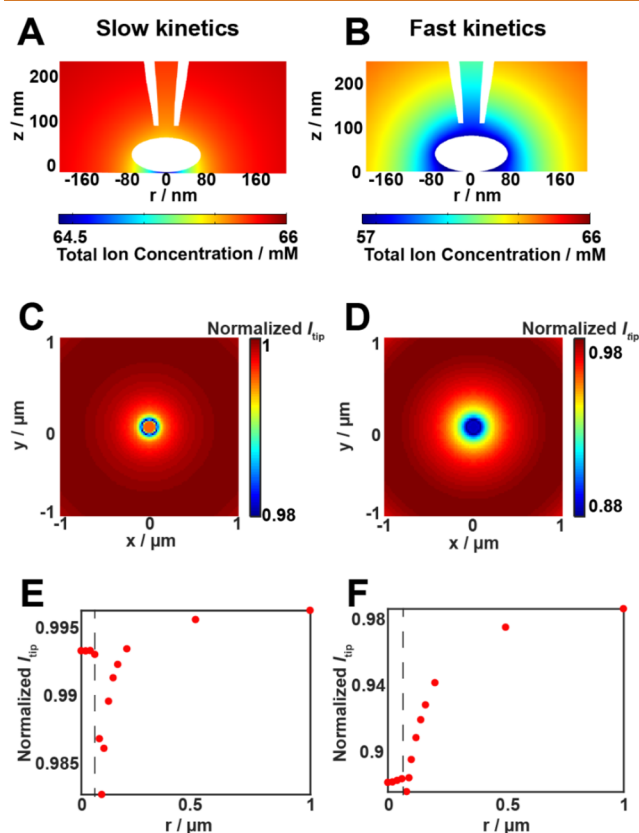 A Slow kinetics
B Fast kinetics
z / nm
200
100
0
-160 -80 0 80 160
r / nm
64.5 66
Total Ion Concentration / mM
z / nm
200
100
0
-160 -80 0 80 160
r / nm
57 66
Total Ion Concentration / mM
C
Normalized Itip
1
0.98
y / µm
1
0
-1
-1 0 1
x / µm
D
Normalized Itip
0.98
0.88
y / µm
1
0
-1
-1 0 1
x / µm
E
Normalized Itip
0.995
0.99
0.985
0 0.5 1
r / µm
F
Normalized Itip
0.98
0.94
0.9
0 0.5 1
r / µm